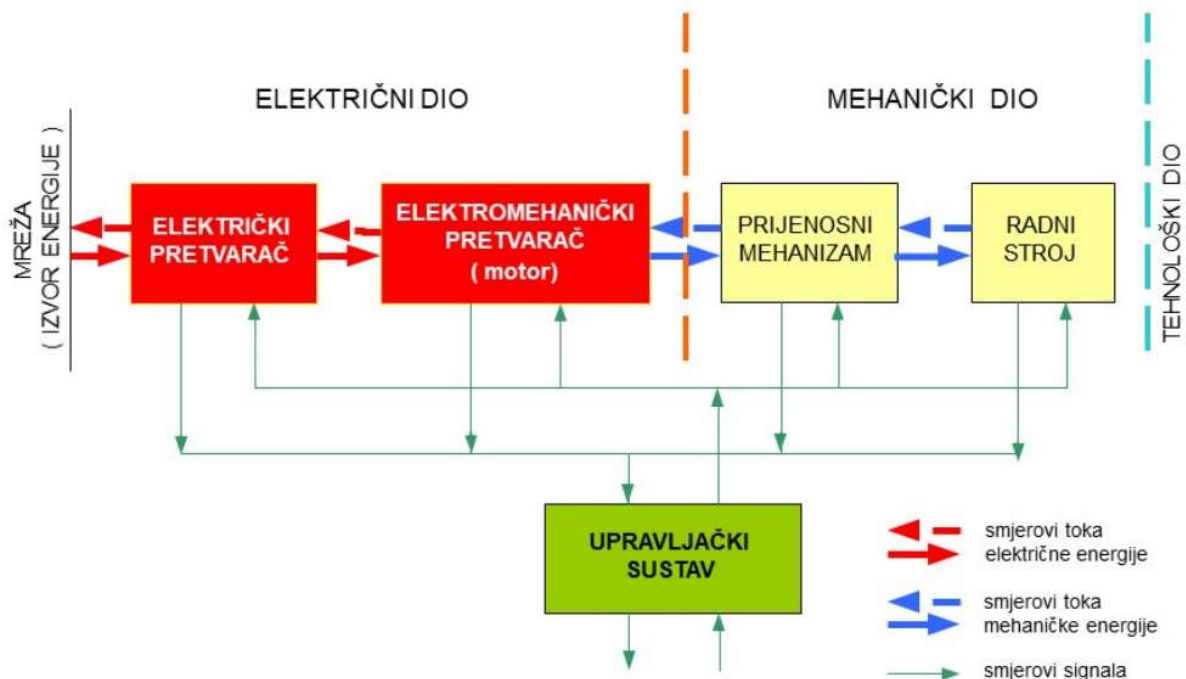 ELEKTRIČNI DIO
MEHANIČKI DIO
MREŽA
( IZVOR ENERGIJE )
ELEKTRIČKI
PRETVARAČ
ELEKTROMEHANIČKI
PRETVARAČ
( motor)
PRIJENOSNI
MEHANIZAM
RADNI
STROJ
TEHNOLOŠKI DIO
UPRAVLJAČKI
SUSTAV
smjerovi toka
električne energije
smjerovi toka
mehaničke energije
smjerovi signala